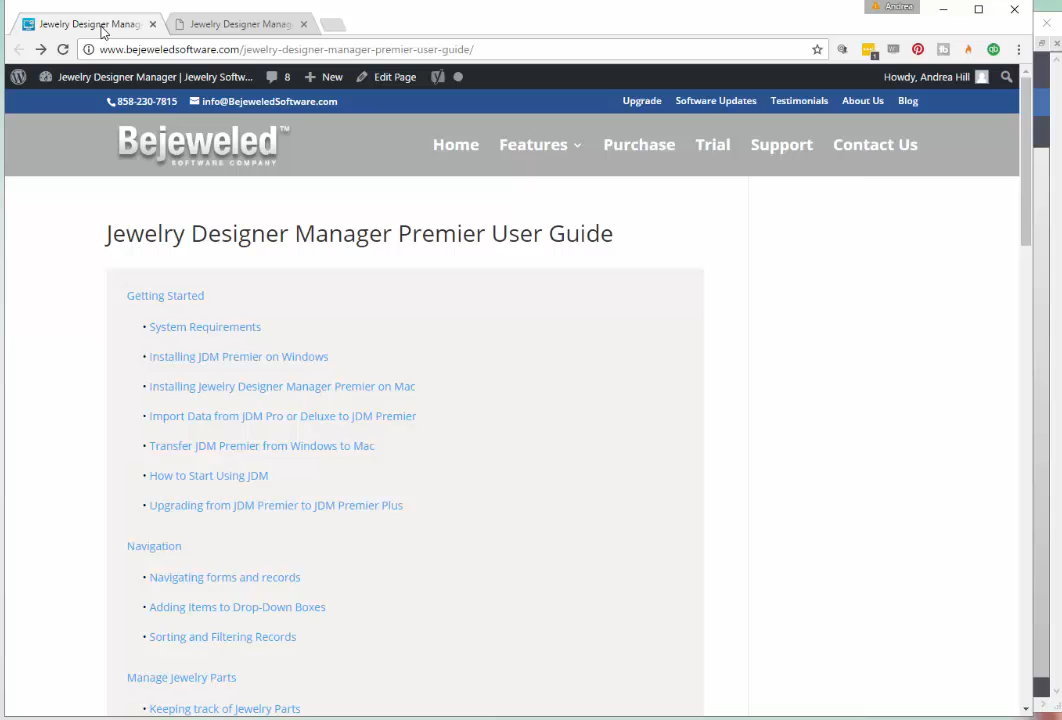 Andrea
Jewelry Designer Manag
Jewelry Designer Manag
www.bejeweledsoftware.com/jewelry-designer-manager-premier-user-guide/
Jewelry Designer Manager | Jewelry Softw... 8 New Edit Page Howdy, Andrea Hill
858-230-7815 info@BejeweledSoftware.com Upgrade Software Updates Testimonials About Us Blog
Bejeweled™
SOFTWARE COMPANY
Home Features Purchase Trial Support Contact Us
Jewelry Designer Manager Premier User Guide
Getting Started
• System Requirements
• Installing JDM Premier on Windows
• Installing Jewelry Designer Manager Premier on Mac
• Import Data from JDM Pro or Deluxe to JDM Premier
• Transfer JDM Premier from Windows to Mac
• How to Start Using JDM
• Upgrading from JDM Premier to JDM Premier Plus
Navigation
• Navigating forms and records
• Adding Items to Drop-Down Boxes
• Sorting and Filtering Records
Manage Jewelry Parts
• Keeping track of Jewelry Parts